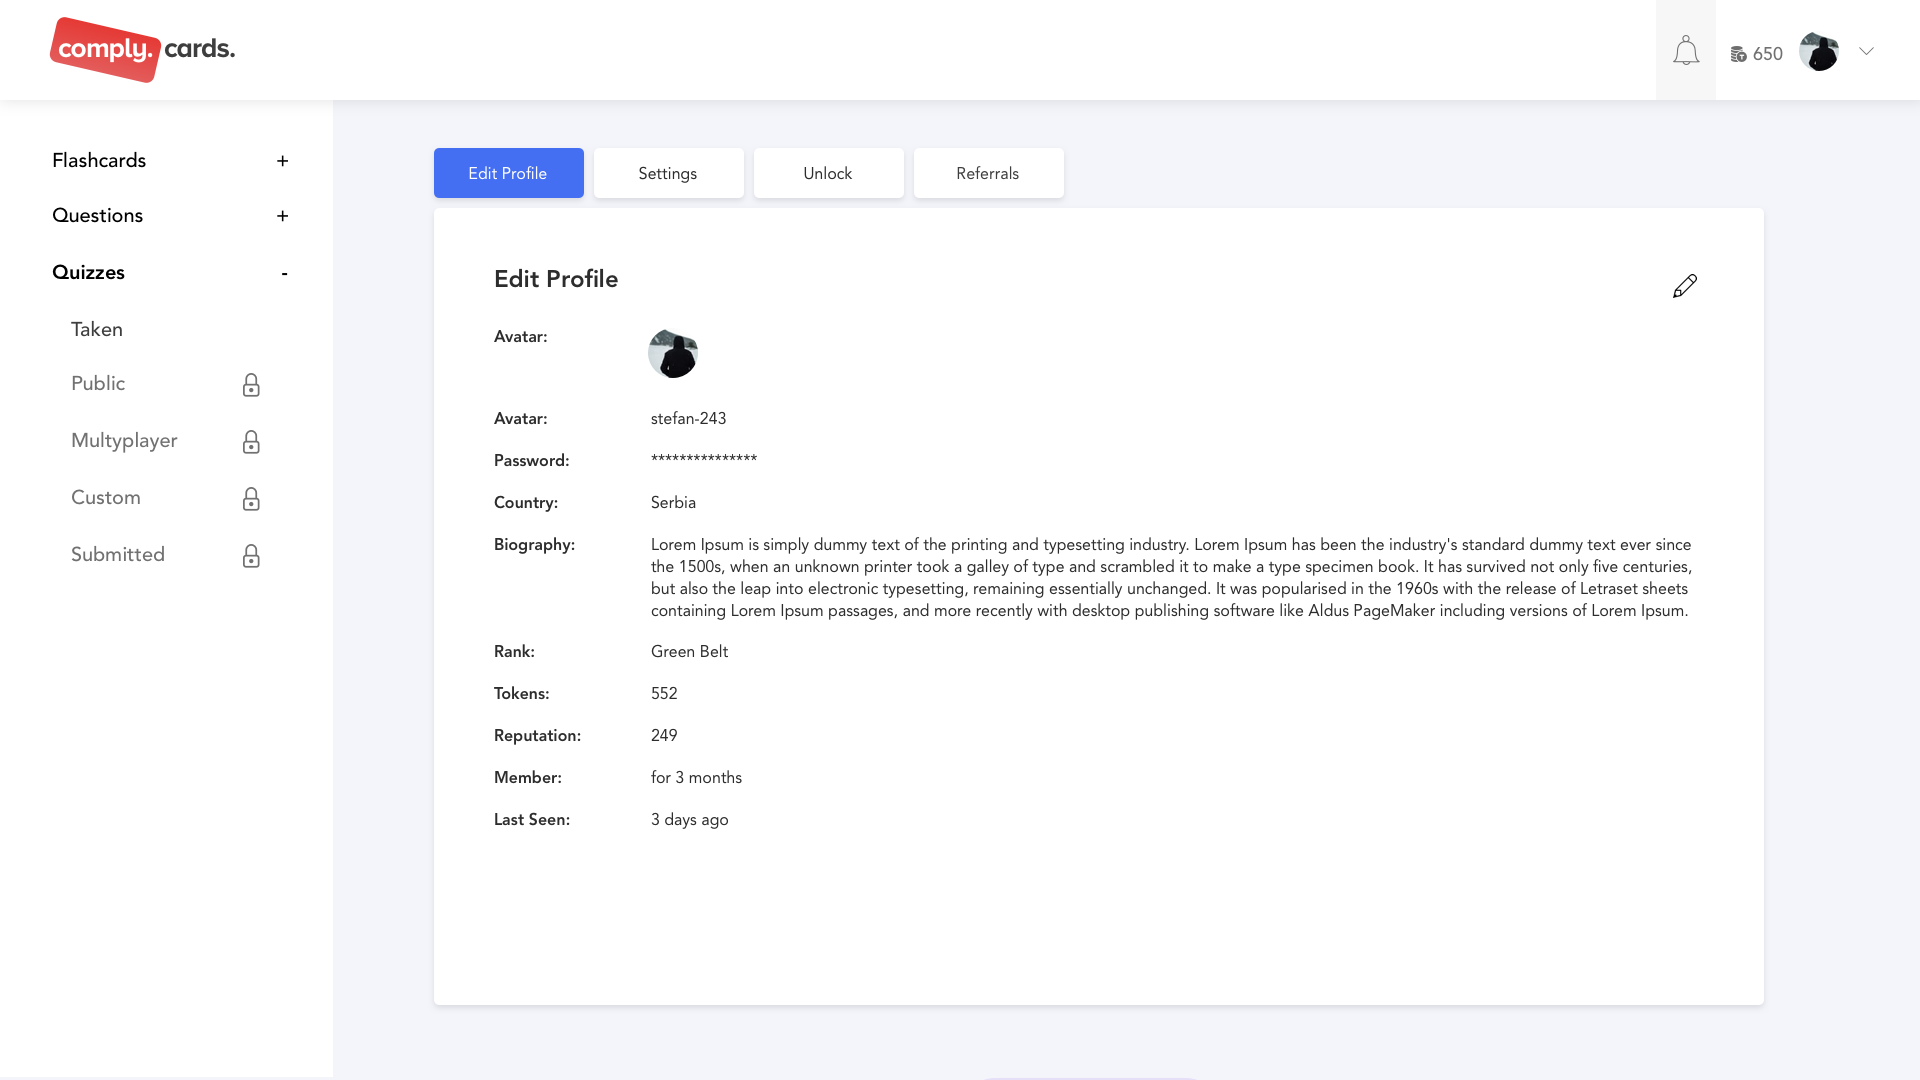 comply. cards.
650
Flashcards +
Questions +
Quizzes -
Taken
Public
Multyplayer
Custom
Submitted
Edit Profile
Settings
Unlock
Referrals
Edit Profile
Avatar:
Avatar: stefan-243
Password: ***************
Country: Serbia
Biography: Lorem Ipsum is simply dummy text of the printing and typesetting industry. Lorem Ipsum has been the industry's standard dummy text ever since
the 1500s, when an unknown printer took a galley of type and scrambled it to make a type specimen book. It has survived not only five centuries,
but also the leap into electronic typesetting, remaining essentially unchanged. It was popularised in the 1960s with the release of Letraset sheets
containing Lorem Ipsum passages, and more recently with desktop publishing software like Aldus PageMaker including versions of Lorem Ipsum.
Rank: Green Belt
Tokens: 552
Reputation: 249
Member: for 3 months
Last Seen: 3 days ago